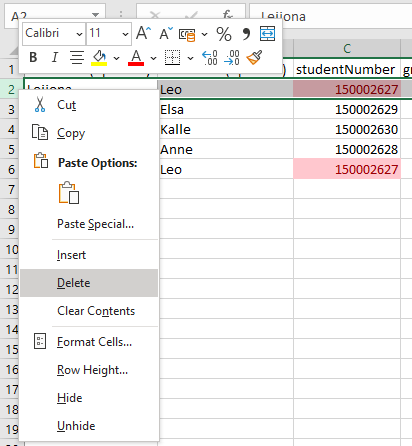 A2 Leijona
Calibri 11 A A % ,
B I A .00
C
1 studentNumber
2 Leijona Leo 150002627
3 Elsa 150002629
4 Kalle 150002630
5 Anne 150002628
6 Leo 150002627
7
8
9
10
11
12
13
14
15
16
17
18
19
Cut
Copy
Paste Options:
Paste Special...
Insert
Delete
Clear Contents
Format Cells...
Row Height...
Hide
Unhide